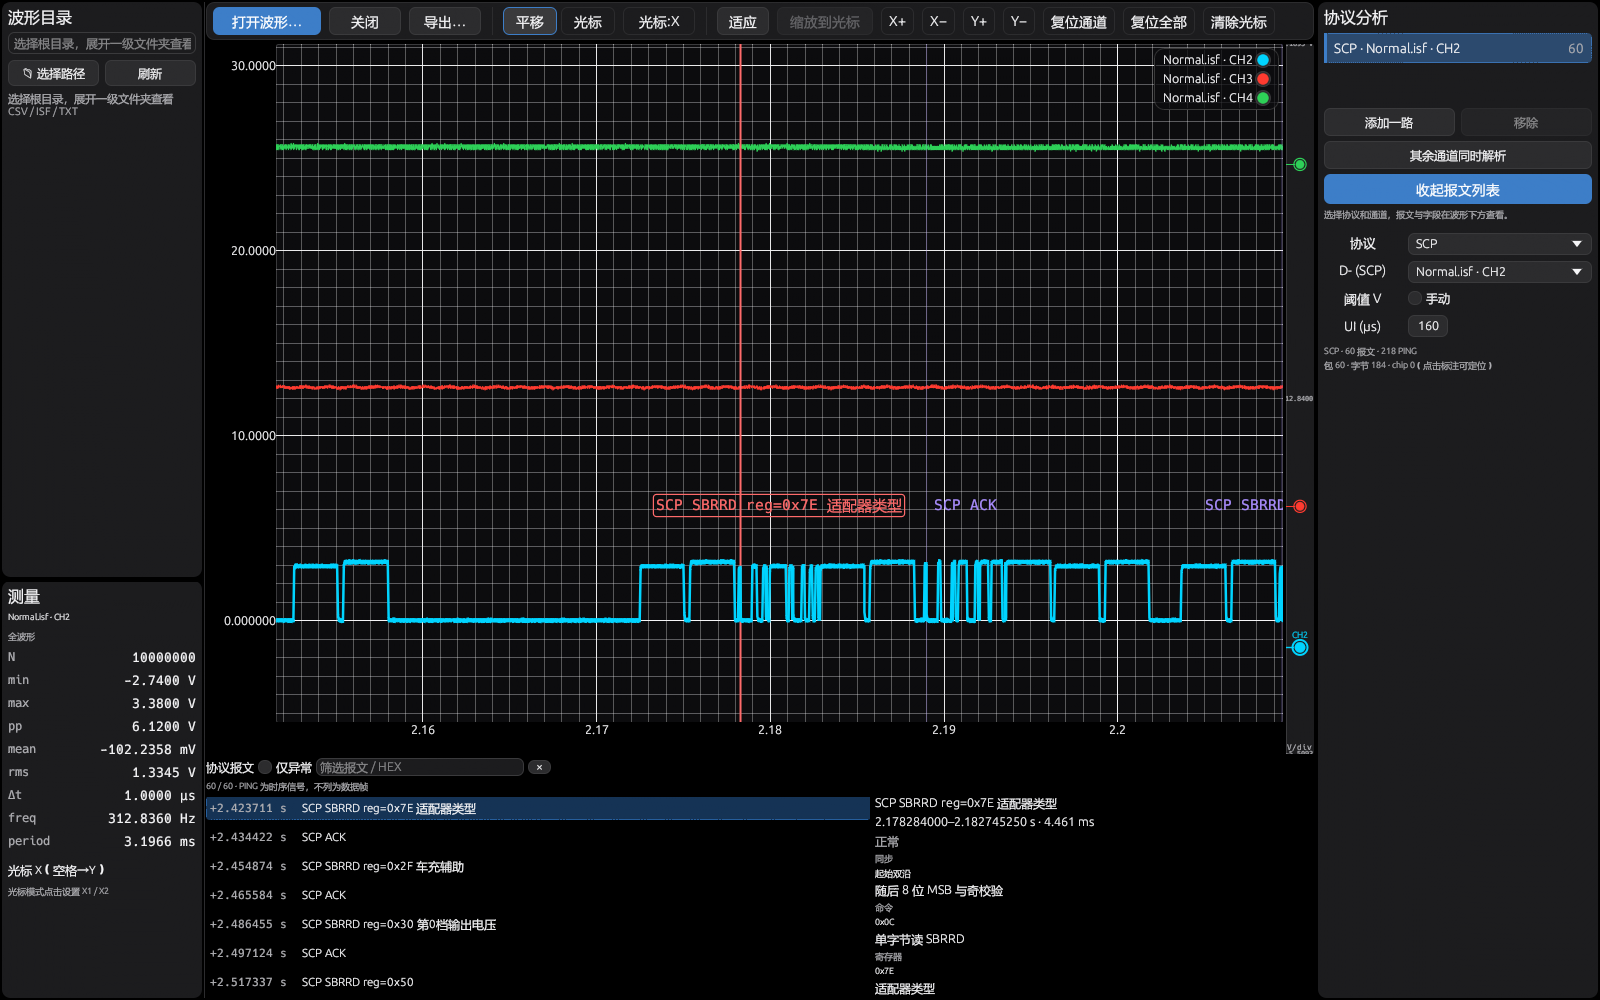 波形目录
选择根目录，展开一级文件夹查看
选择路径
刷新
选择根目录，展开一级文件夹查看
CSV / ISF / TXT
测量
Normal.isf · CH2
全波形
N 10000000
min -2.7400 V
max 3.3800 V
pp 6.1200 V
mean -102.2358 mV
rms 1.3345 V
Δt 1.0000 µs
freq 312.8360 Hz
period 3.1966 ms
光标 X ( 空格→Y )
光标模式点击设置 X1 / X2
打开波形…
关闭
导出…
平移
光标
光标:X
适应
缩放到光标
X+
X−
Y+
Y−
复位通道
复位全部
清除光标
30.0000
20.0000
10.0000
0.000000
Normal.isf · CH2
Normal.isf · CH3
Normal.isf · CH4
12.8400
CH2
V/div
SCP SBRRD reg=0x7E 适配器类型
SCP ACK
SCP SBRRD
2.16
2.17
2.18
2.19
2.2
协议报文
仅异常
筛选报文 / HEX
×
60 / 60 · PING 为时序信号，不列为数据帧
+2.423711 s SCP SBRRD reg=0x7E 适配器类型
+2.434422 s SCP ACK
+2.454874 s SCP SBRRD reg=0x2F 车充辅助
+2.465584 s SCP ACK
+2.486455 s SCP SBRRD reg=0x30 第0档输出电压
+2.497124 s SCP ACK
+2.517337 s SCP SBRRD reg=0x50
SCP SBRRD reg=0x7E 适配器类型
2.178284000–2.182745250 s · 4.461 ms
正常
同步
起始双沿
随后 8 位 MSB 与奇校验
命令
0x0C
单字节读 SBRRD
寄存器
0x7E
适配器类型
协议分析
SCP · Normal.isf · CH2 60
添加一路
移除
其余通道同时解析
收起报文列表
选择协议和通道，报文与字段在波形下方查看。
协议 SCP
D- (SCP) Normal.isf · CH2
阈值 V 手动
UI (µs) 160
SCP · 60 报文 · 218 PING
包 60 · 字节 184 · chip 0 ( 点击标注可定位 )